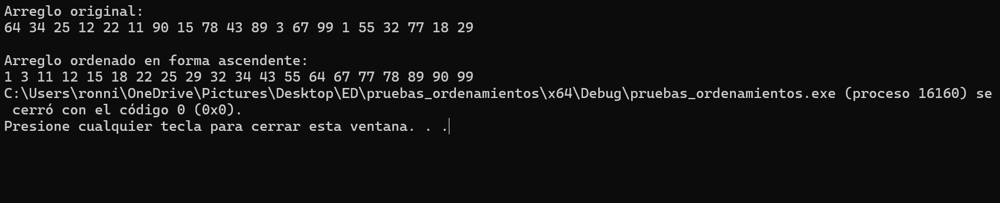 Arreglo original:
64 34 25 12 22 11 90 15 78 43 89 3 67 99 1 55 32 77 18 29
Arreglo ordenado en forma ascendente:
1 3 11 12 15 18 22 25 29 32 34 43 55 64 67 77 78 89 90 99
C:\Users\ronni\OneDrive\Pictures\Desktop\ED\pruebas_ordenamientos\x64\Debug\pruebas_ordenamientos.exe (proceso 16160) se
cerró con el código 0 (0x0).
Presione cualquier tecla para cerrar esta ventana. . .